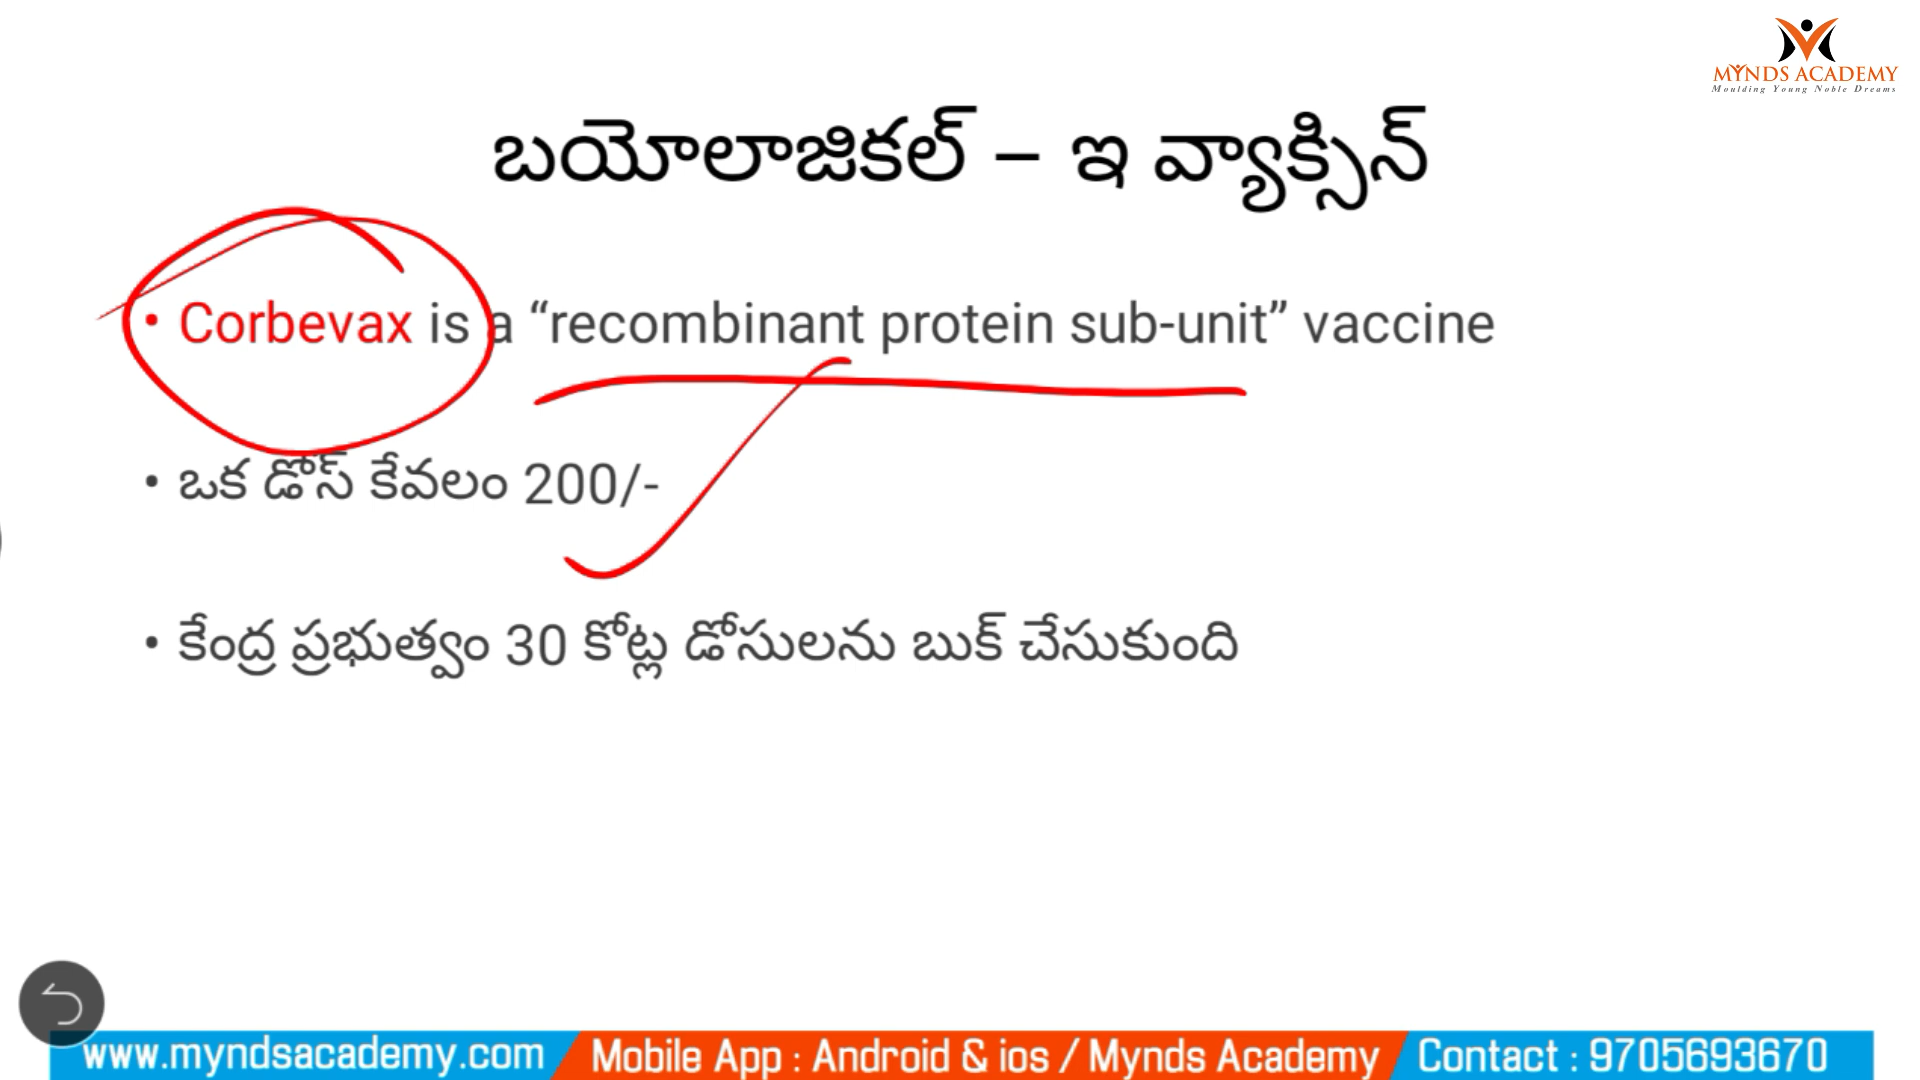 MYNDS ACADEMY
Moulding Young Noble Dreams
బయోలాజికల్ – ఇ వ్యాక్సిన్
• Corbevax is a “recombinant protein sub-unit” vaccine
• ఒక డోస్ కేవలం 200/-
• కేంద్ర ప్రభుత్వం 30 కోట్ల డోసులను బుక్ చేసుకుంది
www.myndsacademy.com Mobile App : Android & ios / Mynds Academy Contact : 9705693670